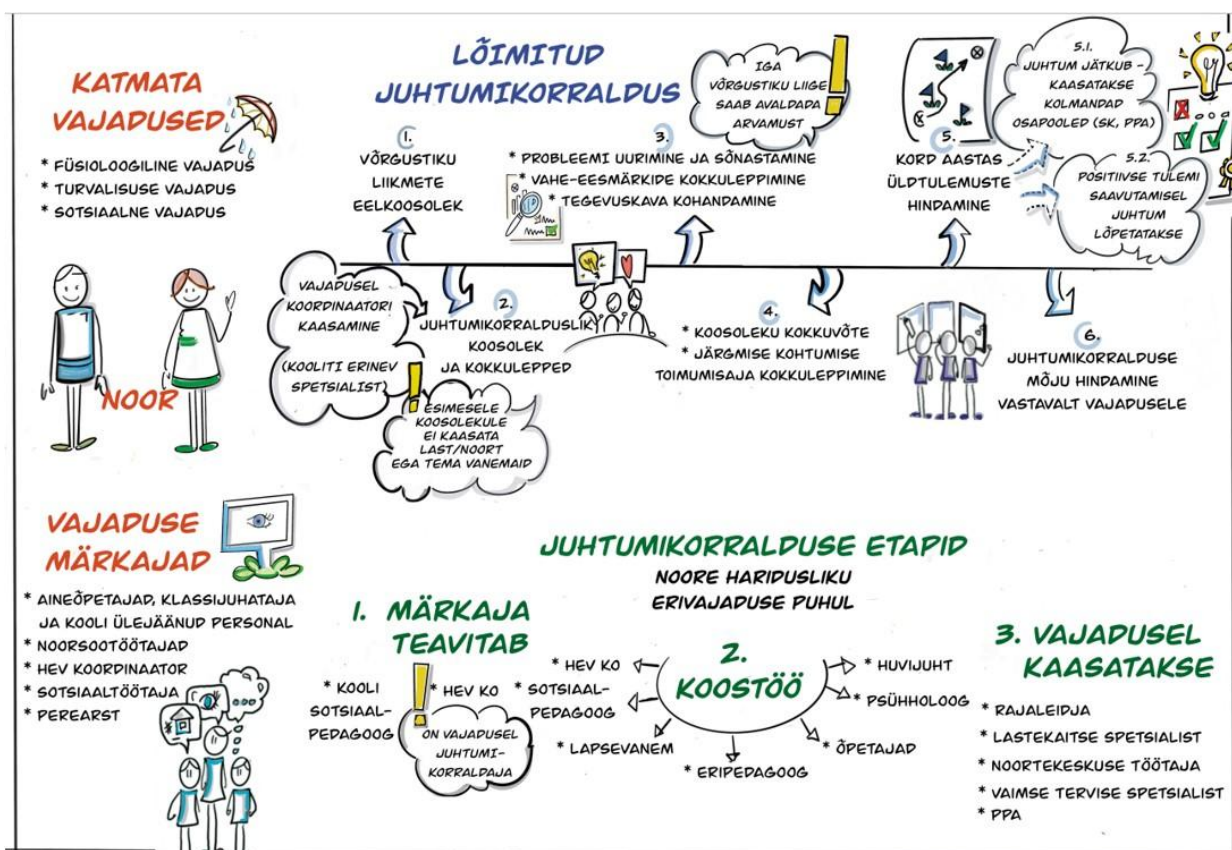 KATMATA
VAJADUSED
* FÜSIOLOOGILINE VAJADUS
* TURVALISUSE VAJADUS
* SOTSIAALNE VAJADUS
NOOR
LÕIMITUD
JUHTUMIKORRALDUS
1.
VÕRGUSTIKU
LIIKMETE
EELKOOSOLEK
VAJADUSEL
KOORDINAATORI
KAASAMINE
(KOOLITI ERINEV
SPETSIALIST)
2.
JUHTUMIKORRALDUSLIK
KOOSOLEK
JA KOKKULEPPED
ESIMESELE
KOOSOLEKULE
EI KAASATA
LAST/NOORT
EGA TEMA VANEMAID
3.
* PROBLEEMI UURIMINE JA SÕNASTAMINE
* VAHE-EESMÄRKIDE KOKKULEPPIMINE
* TEGEVUSKAVA KOHANDAMINE
IGA
VÕRGUSTIKU LIIGE
SAAB AVALDADA
ARVAMUST
4.
* KOOSOLEKU KOKKUVÕTE
* JÄRGMISE KOHTUMISE
TOIMUMISAJA KOKKULEPPIMINE
5.
KORD AASTAS
ÜLDTULEMUSTE
HINDAMINE
5.1.
JUHTUM JÄTKUB -
KAASATAKSE
KOLMANDAD
OSAPOOLED (SK, PPA)
5.2.
POSITIIVSE TULEMI
SAAVUTAMISEL
JUHTUM
LÕPETATAKSE
6.
JUHTUMIKORRALDUSE
MÕJU HINDAMINE
VASTAVALT VAJADUSELE
VAJADUSE
MÄRKAJAD
* AINEÕPETAJAD, KLASSIJUHATAJA
JA KOOLI ÜLEJÄÄNUD PERSONAL
* NOORSOOTÖÖTAJAD
* HEV KOORDINAATOR
* SOTSIAALTÖÖTAJA
* PEREARST
JUHTUMIKORRALDUSE ETAPID
NOORE HARIDUSLIKU
ERIVAJADUSE PUHUL
1. MÄRKAJA
TEAVITAB
* KOOLI
SOTSIAAL-
PEDAGOOG
* HEV KO
ON VAJADUSEL
JUHTUMI-
KORRALDAJA
2.
KOOSTÖÖ
* HEV KO
* SOTSIAAL-
PEDAGOOG
* LAPSEVANEM
* ERIPEDAGOOG
* ÕPETAJAD
* PSÜHHOLOOG
* HUVIJUHT
3. VAJADUSEL
KAASATAKSE
* RAJALEIDJA
* LASTEKAITSE SPETSIALIST
* NOORTEKESKUSE TÖÖTAJA
* VAIMSE TERVISE SPETSIALIST
* PPA